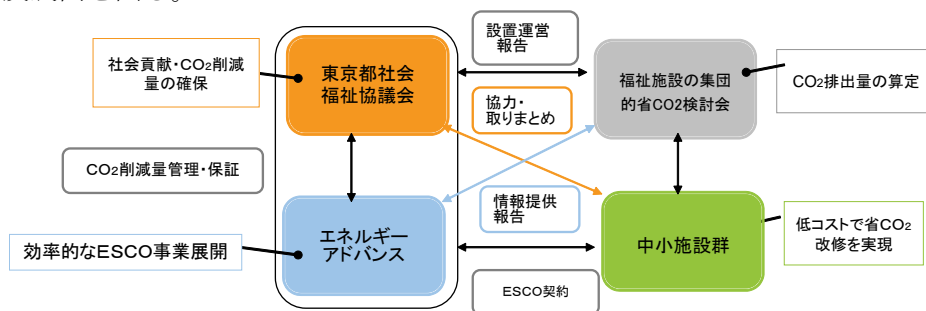 設置運営
報告
社会貢献・CO2削減
量の確保
東京都社会
福祉協議会
福祉施設の集団
的省CO2検討会
CO2排出量の算定
協力・
取りまとめ
CO2削減量管理・保証
情報提供
報告
エネルギー
アドバンス
中小施設群
低コストで省CO2
改修を実現
効率的なESCO事業展開
ESCO契約